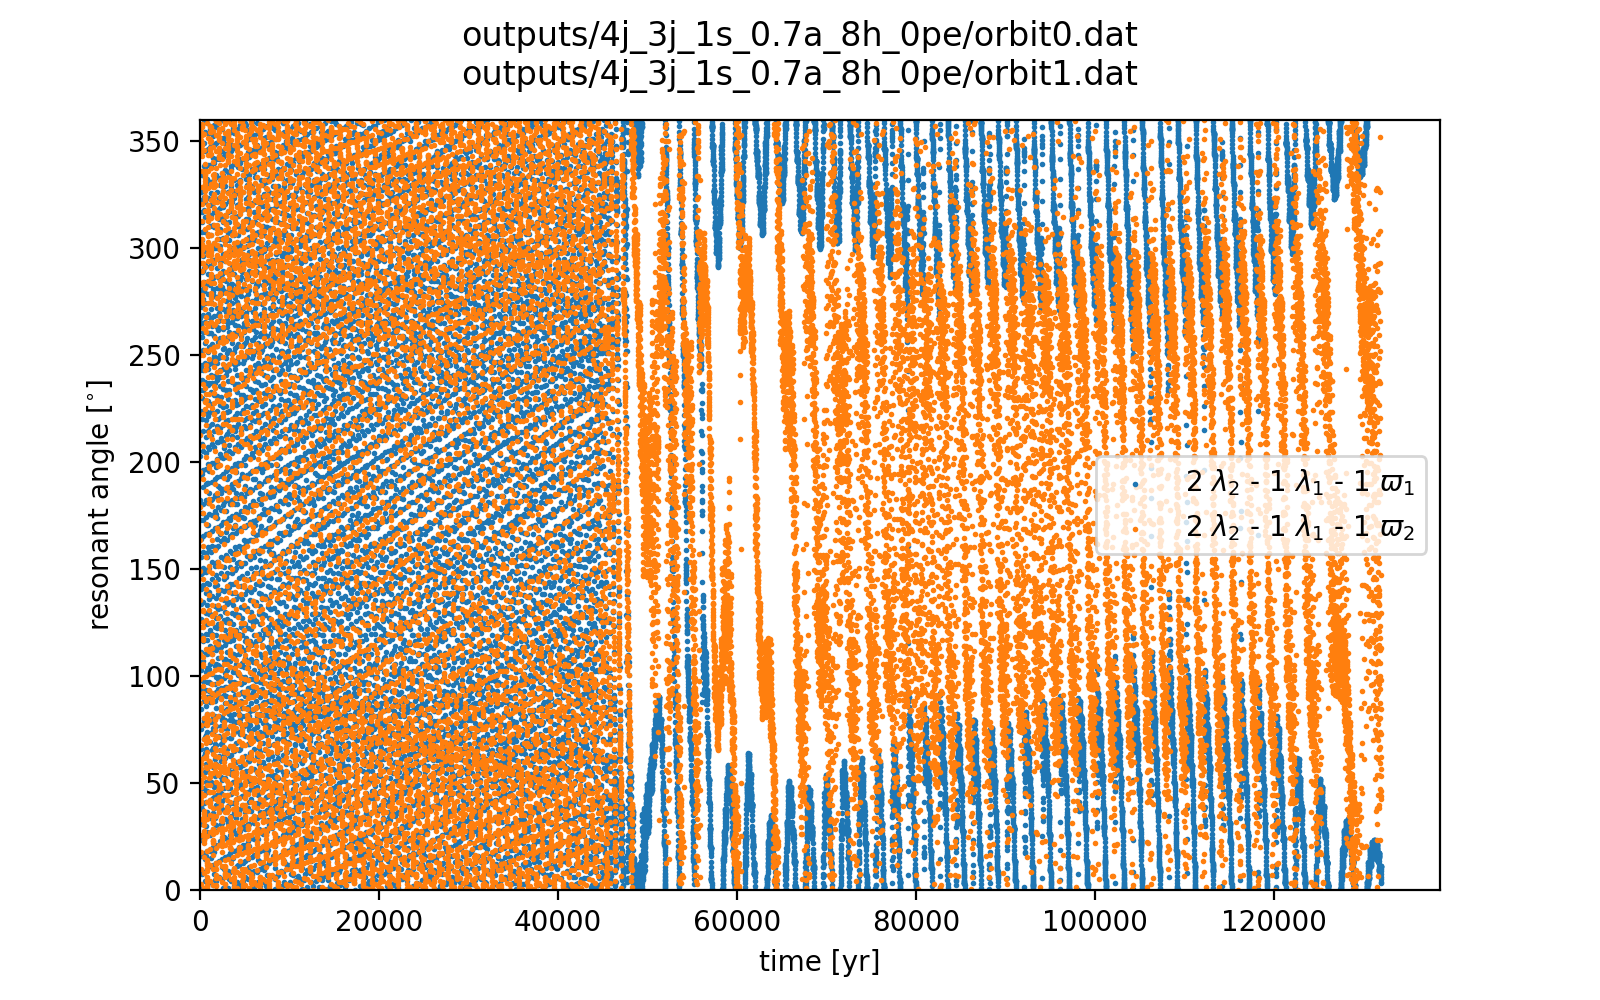 outputs/4j_3j_1s_0.7a_8h_0pe/orbit0.dat
outputs/4j_3j_1s_0.7a_8h_0pe/orbit1.dat
350
300
250
200
150
100
50
0
resonant angle [°]
2 λ₂ - 1 λ₁ - 1 ϖ₁
2 λ₂ - 1 λ₁ - 1 ϖ₂
0 20000 40000 60000 80000 100000 120000
time [yr]